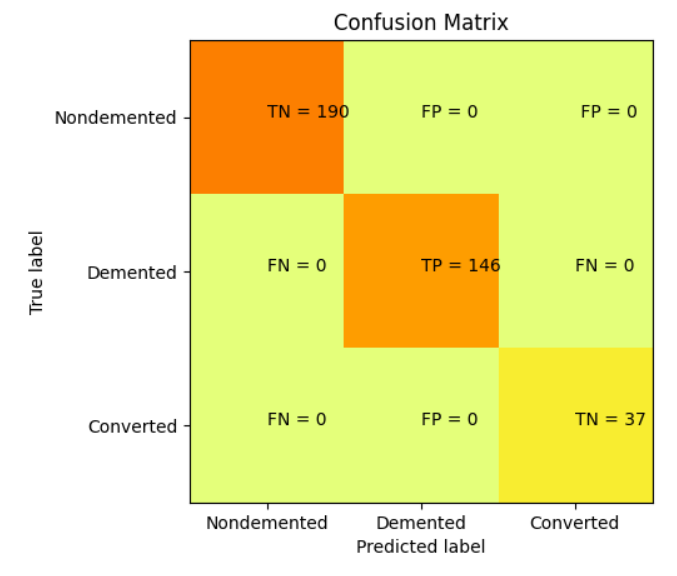 Confusion Matrix
Nondemented
TN = 190
FP = 0
FP = 0
Demented
FN = 0
TP = 146
FN = 0
Converted
FN = 0
FP = 0
TN = 37
True label
Nondemented
Demented
Converted
Predicted label